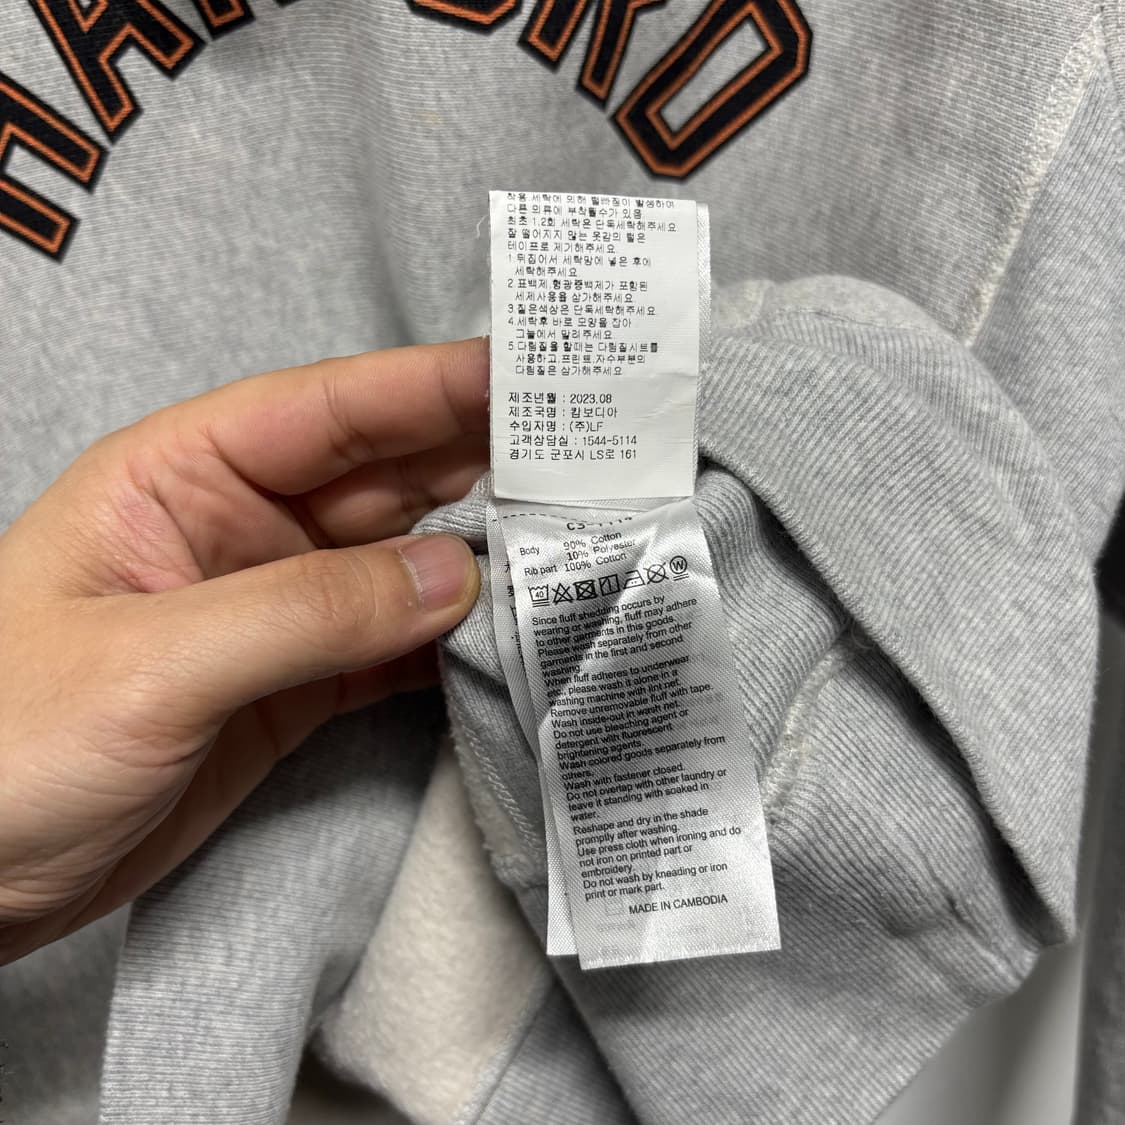 착용.세탁에 의해 털빠짐이 발생하여
다른 의류에 부착될수가 있음
최초 1,2회 세탁은 단독세탁해주세요
잘 떨어지지 않는 옷감의 털은
테이프로 제거해주세요.
1.뒤집어서 세탁망에 넣은 후에
세탁해주세요
2.표백제,형광증백제가 포함된
세제사용을 삼가해주세요.
3.짙은색상은 단독세탁해주세요.
4.세탁후 바로 모양을 잡아
그늘에서 말려주세요
5.다림질을 할때는 다림질시트를
사용하고,프린트.자수부분의
다림질은 삼가해주세요.
제조년월 : 2023.08
제조국명 : 캄보디아
수입자명 : (주)LF
고객상담실 : 1544-5114
경기도 군포시 LS로 161
Body 90% Cotton
10% Polyester
Rib part 100% Cotton
40 W
Since fluff shedding occurs by
wearing or washing, fluff may adhere
to other garments in this goods.
Please wash separately from other
garments in the first and second
washing.
When fluff adheres to underwear
etc., please wash it alone in a
washing machine with lint net.
Remove unremovable fluff with tape.
Wash inside-out in wash net.
Do not use bleaching agent or
detergent with fluorescent
brightening agents.
Wash colored goods separately from
others.
Wash with fastener closed.
Do not overlap with other laundry or
leave it standing with soaked in
water.
Reshape and dry in the shade
promptly after washing.
Use press cloth when ironing and do
not iron on printed part or
embroidery.
Do not wash by kneading or iron
print or mark part.
MADE IN CAMBODIA